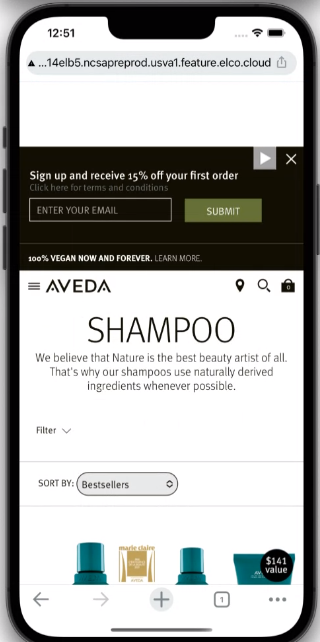 12:51
...14elb5.ncsapreprod.usva1.feature.elco.cloud
Sign up and receive 15% off your first order
Click here for terms and conditions
ENTER YOUR EMAIL
SUBMIT
100% VEGAN NOW AND FOREVER. LEARN MORE.
AVEDA
0
SHAMPOO
We believe that Nature is the best beauty artist of all.
That's why our shampoos use naturally derived
ingredients whenever possible.
Filter
SORT BY: Bestsellers
marie claire
$141
value
1